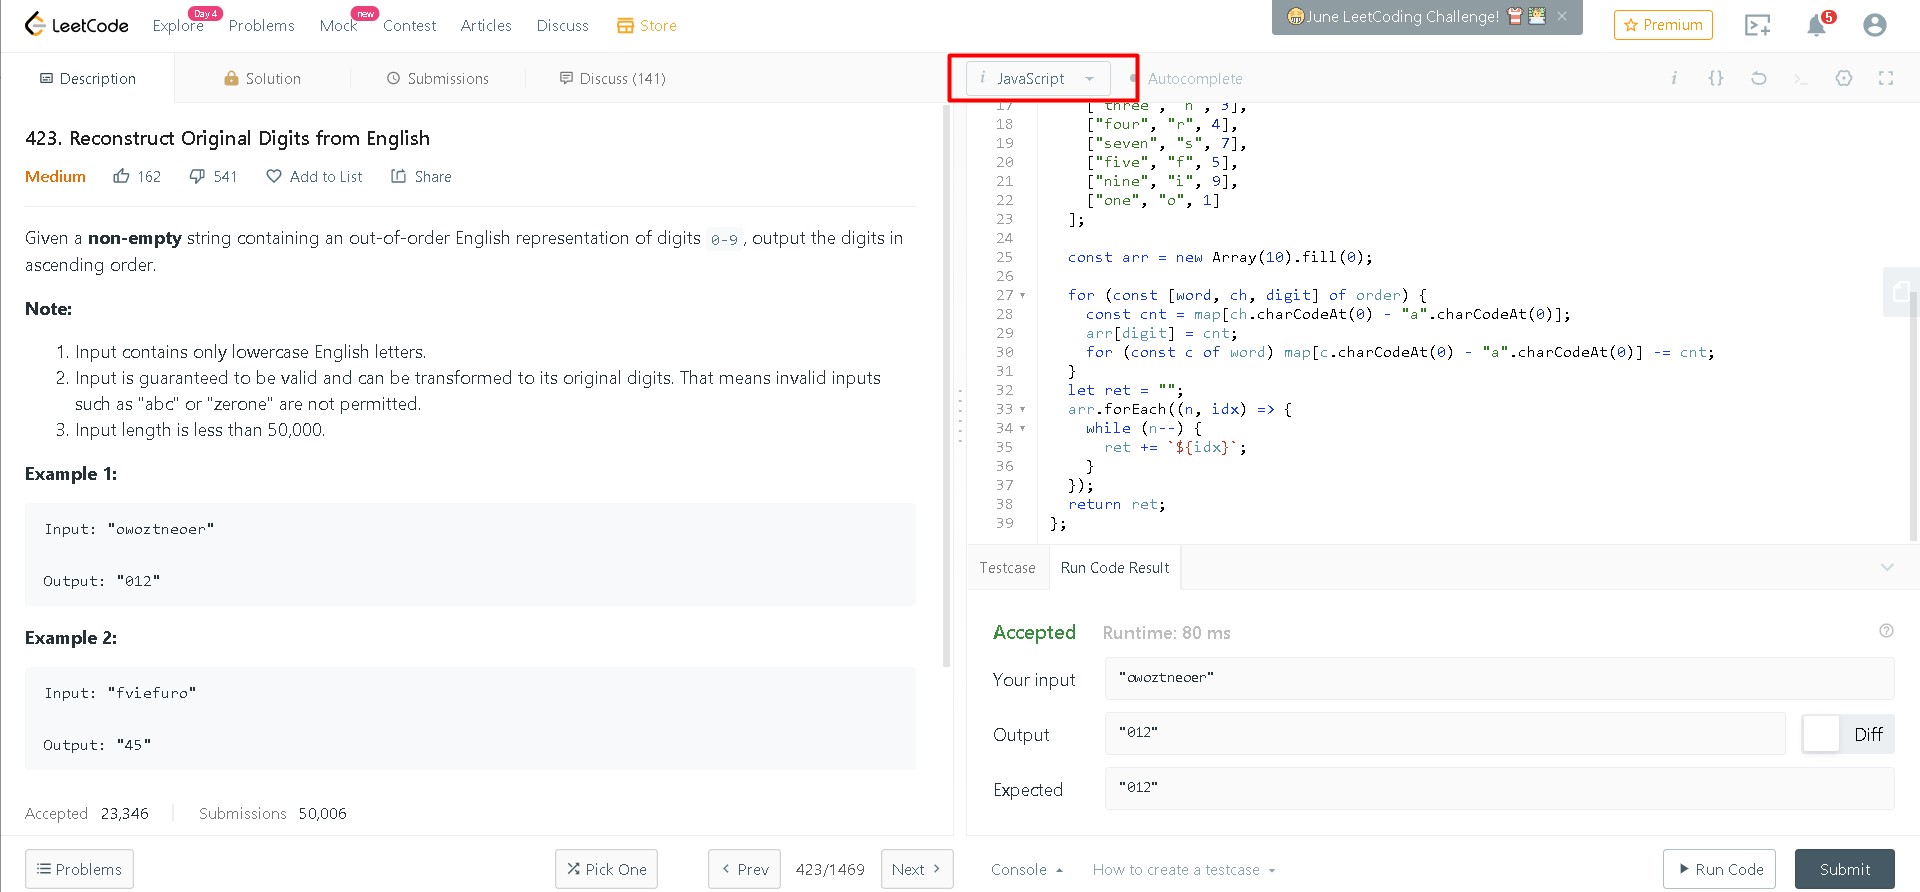 LeetCode
Explore
Day 4
Problems
Mock
new
Contest
Articles
Discuss
Store
June LeetCoding Challenge!
Premium
5
Description
Solution
Submissions
Discuss (141)
i JavaScript
Autocomplete
423. Reconstruct Original Digits from English
Medium 162 541 Add to List Share
Given a non-empty string containing an out-of-order English representation of digits 0-9, output the digits in
ascending order.
Note:
1. Input contains only lowercase English letters.
2. Input is guaranteed to be valid and can be transformed to its original digits. That means invalid inputs
such as "abc" or "zerone" are not permitted.
3. Input length is less than 50,000.
Example 1:
Input: "owoztneoer"
Output: "012"
Example 2:
Input: "fviefuro"
Output: "45"
Accepted 23,346 Submissions 50,006
Problems
Pick One
Prev
423/1469
Next
17 ["three", "h", 3],
18 ["four", "r", 4],
19 ["seven", "s", 7],
20 ["five", "f", 5],
21 ["nine", "i", 9],
22 ["one", "o", 1]
23 ];
24
25 const arr = new Array(10).fill(0);
26
27 for (const [word, ch, digit] of order) {
28 const cnt = map[ch.charCodeAt(0) - "a".charCodeAt(0)];
29 arr[digit] = cnt;
30 for (const c of word) map[c.charCodeAt(0) - "a".charCodeAt(0)] -= cnt;
31 }
32 let ret = "";
33 arr.forEach((n, idx) => {
34 while (n--) {
35 ret += `${idx}`;
36 }
37 });
38 return ret;
39 };
Testcase
Run Code Result
Accepted Runtime: 80 ms
Your input "owoztneoer"
Output "012" Diff
Expected "012"
Console
How to create a testcase
Run Code
Submit